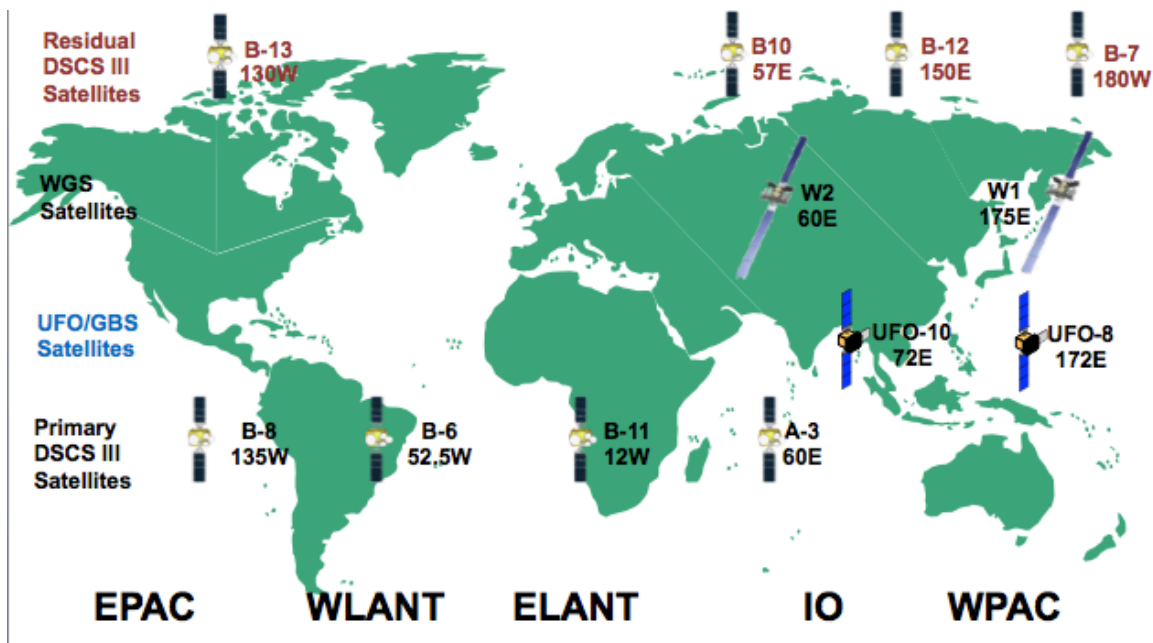 Residual
DSCS III
Satellites
B-13
130W
B10
57E
B-12
150E
B-7
180W
WGS
Satellites
W2
60E
W1
175E
UFO/GBS
Satellites
UFO-10
72E
UFO-8
172E
Primary
DSCS III
Satellites
B-8
135W
B-6
52,5W
B-11
12W
A-3
60E
EPAC WLANT ELANT IO WPAC